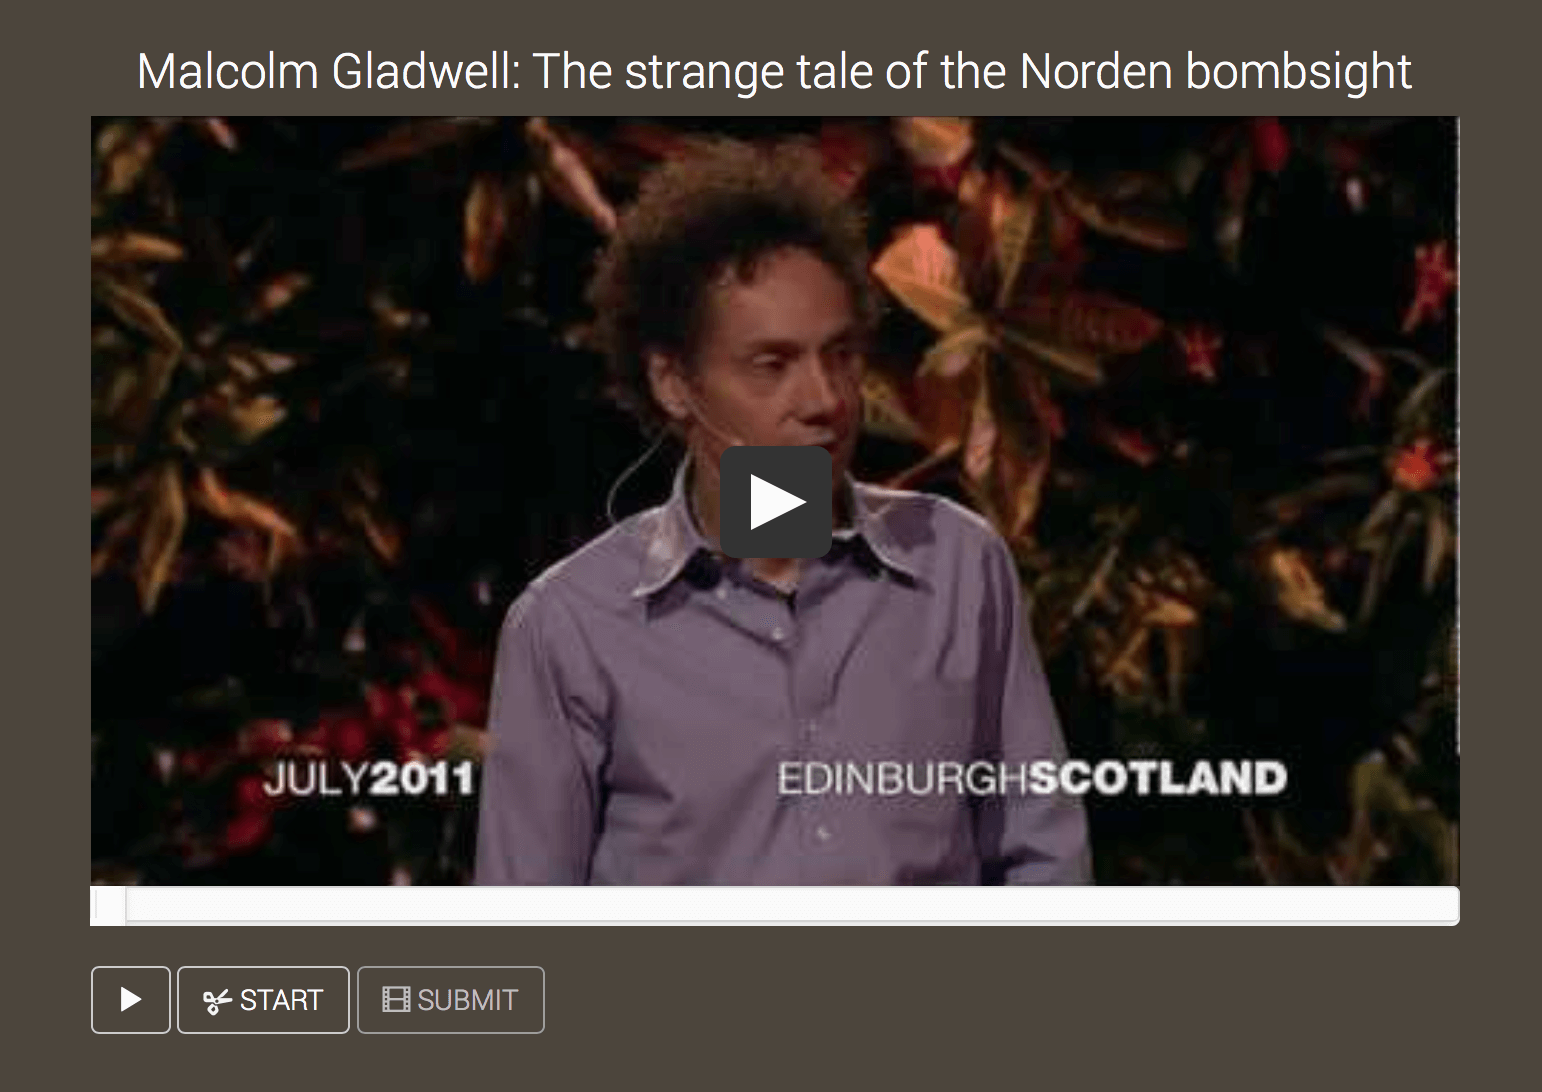 Malcolm Gladwell: The strange tale of the Norden bombsight
JULY2011 EDINBURGHSCOTLAND
START SUBMIT